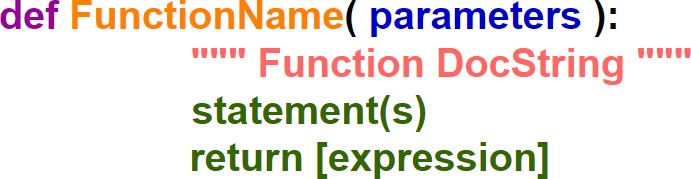 def FunctionName( parameters ):
""" Function DocString """
statement(s)
return [expression]